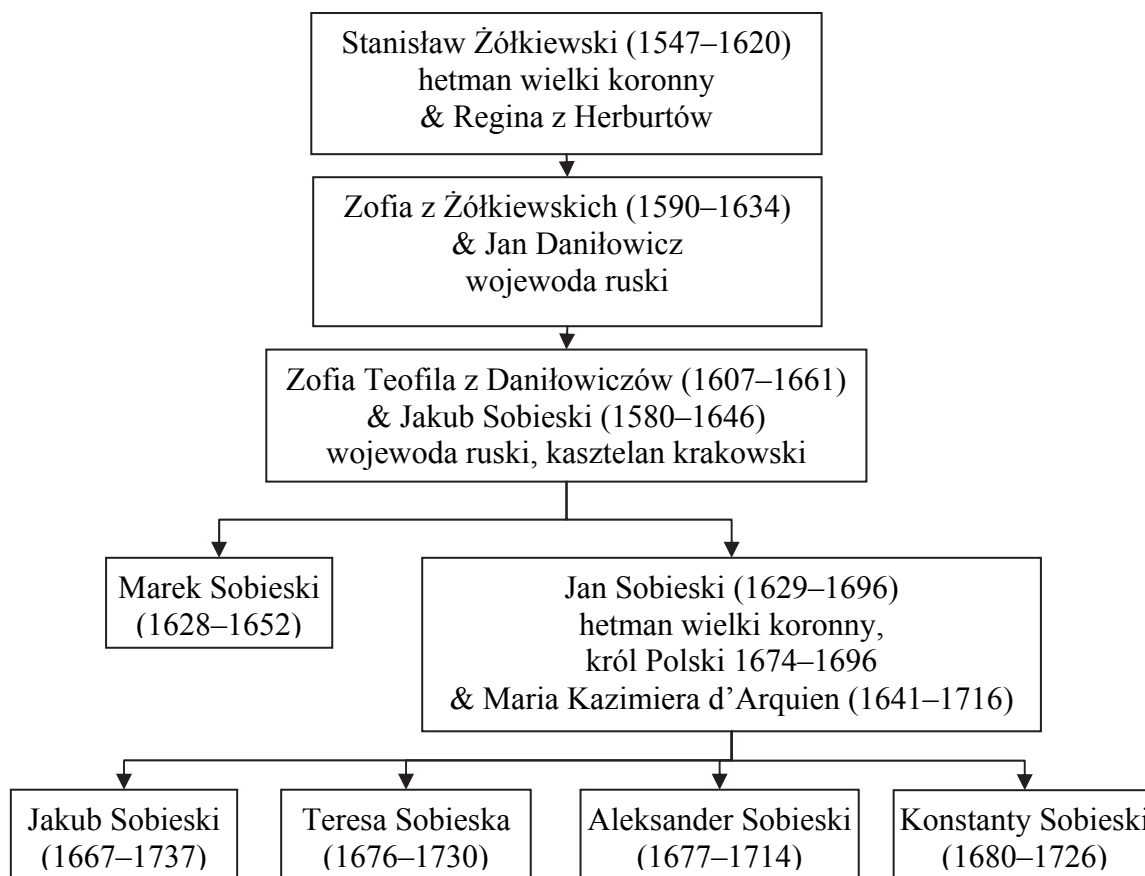 Stanisław Żółkiewski (1547–1620)
hetman wielki koronny
& Regina z Herburtów
Zofia z Żółkiewskich (1590–1634)
& Jan Daniłowicz
wojewoda ruski
Zofia Teofila z Daniłowiczów (1607–1661)
& Jakub Sobieski (1580–1646)
wojewoda ruski, kasztelan krakowski
Marek Sobieski
(1628–1652)
Jan Sobieski (1629–1696)
hetman wielki koronny,
król Polski 1674–1696
& Maria Kazimiera d’Arquien (1641–1716)
Jakub Sobieski
(1667–1737)
Teresa Sobieska
(1676–1730)
Aleksander Sobieski
(1677–1714)
Konstanty Sobieski
(1680–1726)